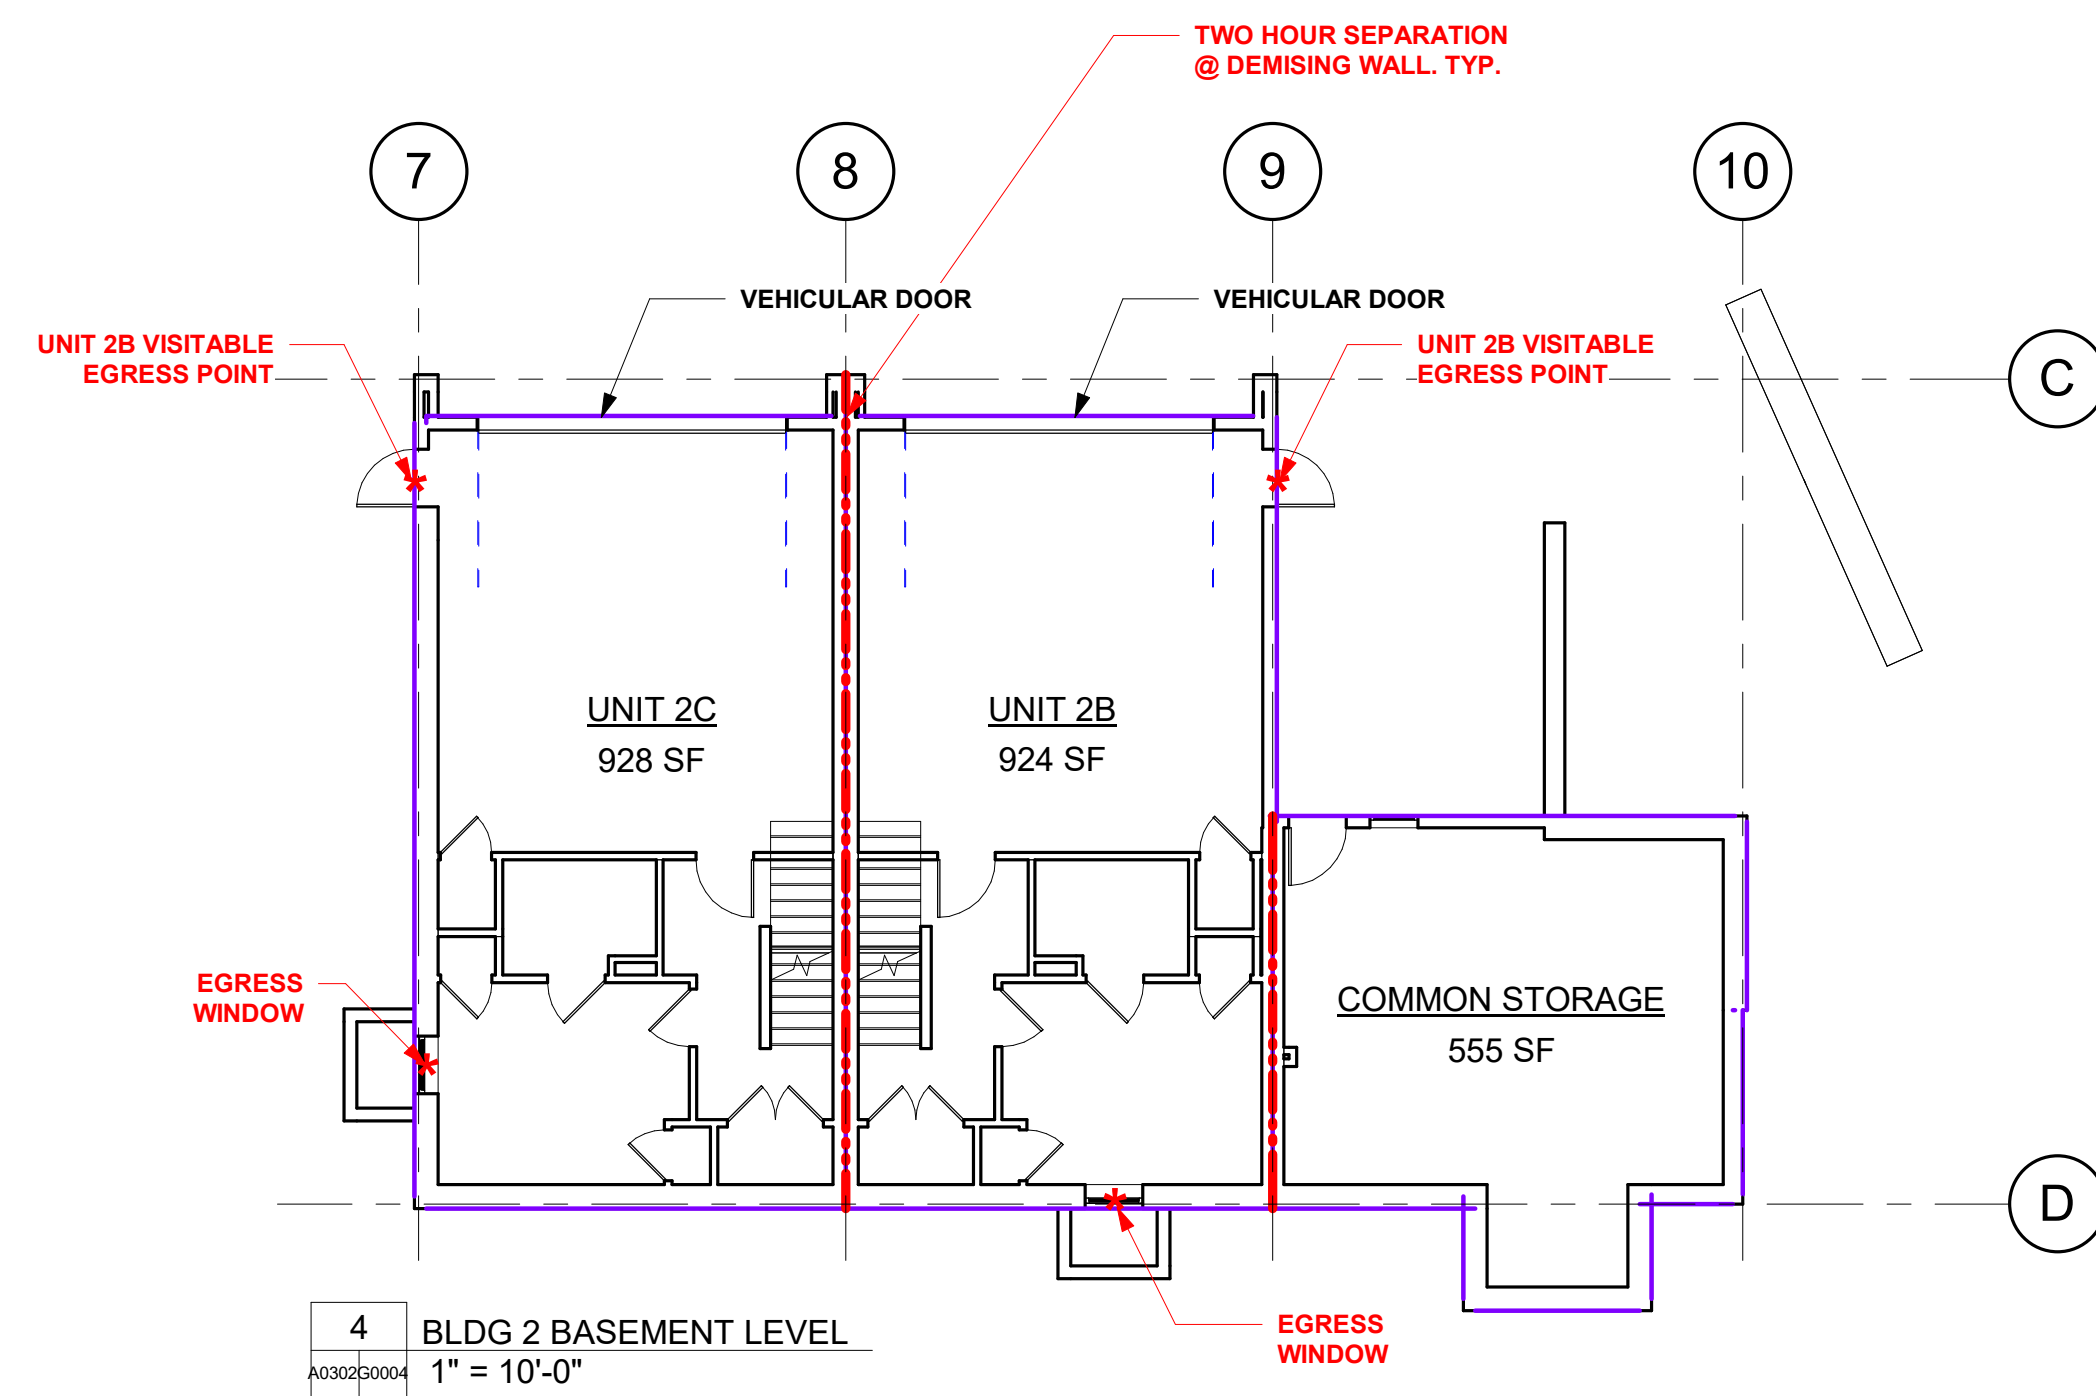 TWO HOUR SEPARATION
@ DEMISING WALL. TYP.
7
8
9
10
VEHICULAR DOOR
VEHICULAR DOOR
UNIT 2B VISITABLE
EGRESS POINT
UNIT 2B VISITABLE
EGRESS POINT
C
UNIT 2C
928 SF
UNIT 2B
924 SF
EGRESS
WINDOW
COMMON STORAGE
555 SF
D
EGRESS
WINDOW
4
BLDG 2 BASEMENT LEVEL
A0302
G0004
1" = 10'-0"